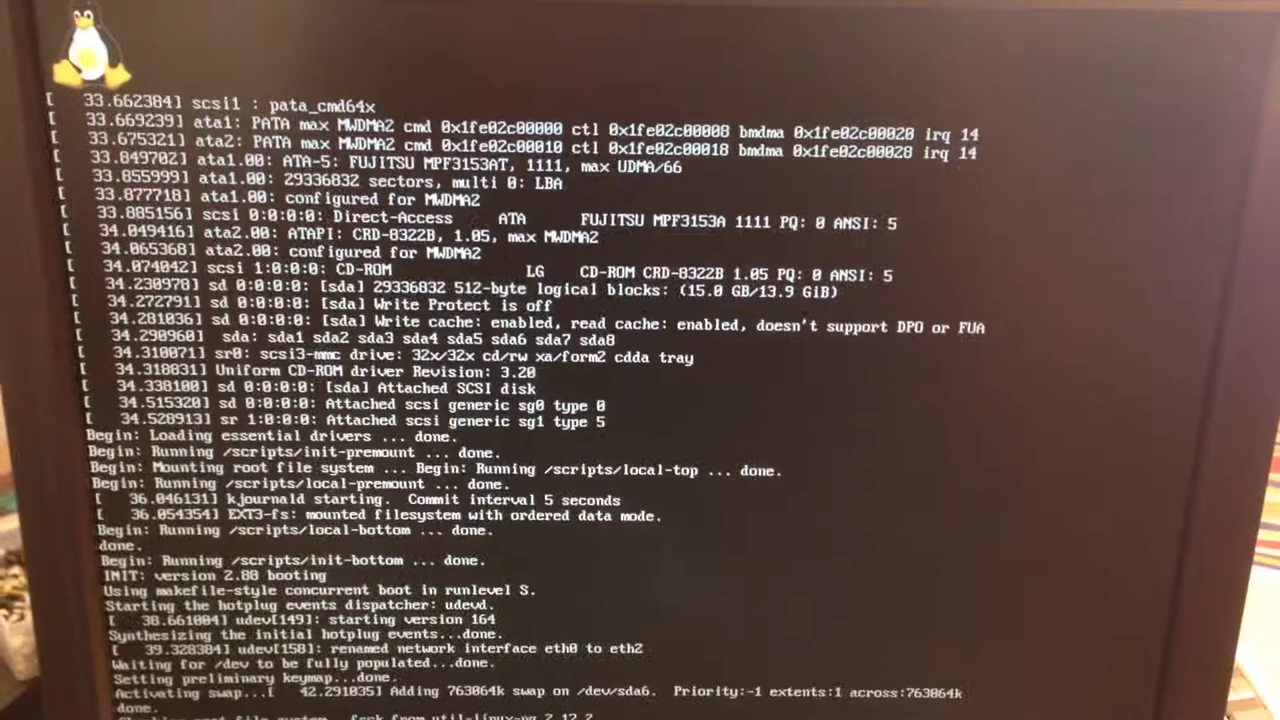 [   33.662384] scsi1 : pata_cmd64x
[   33.669239] ata1: PATA max MWDMA2 cmd 0x1fe02c00000 ctl 0x1fe02c00008 bmdma 0x1fe02c00020 irq 14
[   33.675321] ata2: PATA max MWDMA2 cmd 0x1fe02c00010 ctl 0x1fe02c00018 bmdma 0x1fe02c00028 irq 14
[   33.849702] ata1.00: ATA-5: FUJITSU MPF3153AT, 1111, max UDMA/66
[   33.855999] ata1.00: 29336832 sectors, multi 0: LBA
[   33.877718] ata1.00: configured for MWDMA2
[   33.885156] scsi 0:0:0:0: Direct-Access     ATA      FUJITSU MPF3153A 1111 PQ: 0 ANSI: 5
[   34.049416] ata2.00: ATAPI: CRD-8322B, 1.05, max MWDMA2
[   34.065368] ata2.00: configured for MWDMA2
[   34.074042] scsi 1:0:0:0: CD-ROM            LG    CD-ROM CRD-8322B 1.05 PQ: 0 ANSI: 5
[   34.230978] sd 0:0:0:0: [sda] 29336832 512-byte logical blocks: (15.0 GB/13.9 GiB)
[   34.272791] sd 0:0:0:0: [sda] Write Protect is off
[   34.281036] sd 0:0:0:0: [sda] Write cache: enabled, read cache: enabled, doesn't support DPO or FUA
[   34.290960]  sda: sda1 sda2 sda3 sda4 sda5 sda6 sda7 sda8
[   34.310071] sr0: scsi3-mmc drive: 32x/32x cd/rw xa/form2 cdda tray
[   34.318831] Uniform CD-ROM driver Revision: 3.20
[   34.338100] sd 0:0:0:0: [sda] Attached SCSI disk
[   34.515320] sd 0:0:0:0: Attached scsi generic sg0 type 0
[   34.528913] sr 1:0:0:0: Attached scsi generic sg1 type 5
Begin: Loading essential drivers ... done.
Begin: Running /scripts/init-premount ... done.
Begin: Mounting root file system ... Begin: Running /scripts/local-top ... done.
Begin: Running /scripts/local-premount ... done.
[   36.046131] kjournald starting.  Commit interval 5 seconds
[   36.054354] EXT3-fs: mounted filesystem with ordered data mode.
Begin: Running /scripts/local-bottom ... done.
done.
Begin: Running /scripts/init-bottom ... done.
INIT: version 2.88 booting
Using makefile-style concurrent boot in runlevel S.
Starting the hotplug events dispatcher: udevd.
[   38.661004] udev[149]: starting version 164
Synthesizing the initial hotplug events...done.
[   39.328384] udev[158]: renamed network interface eth0 to eth2
Waiting for /dev to be fully populated...done.
Setting preliminary keymap...done.
Activating swap...[   42.291035] Adding 763064k swap on /dev/sda6.  Priority:-1 extents:1 across:763064k
done.
fsck from util-linux-ng 2.17.2